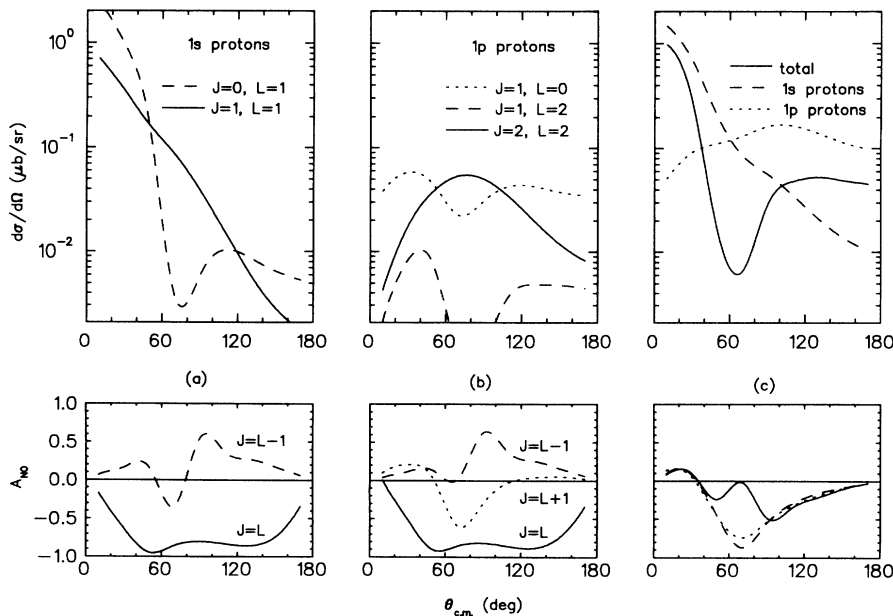 10⁰
10⁻¹
10⁻²
dσ/dΩ (μb/sr)
1s protons
J=0, L=1
J=1, L=1
0 60 120 180
(a)
1p protons
J=1, L=0
J=1, L=2
J=2, L=2
0 60 120 180
(b)
total
1s protons
1p protons
0 60 120 180
(c)
1.0
0.5
0.0
−0.5
−1.0
A_NO
J=L−1
J=L
0 60 120 180
J=L−1
J=L+1
J=L
0 60 120 180
0 60 120 180
θ_c.m. (deg)